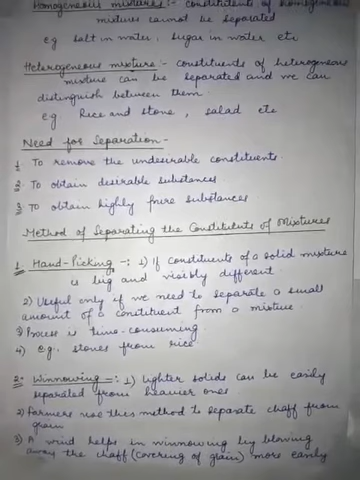 Homogeneous mixtures :- constituents of homogeneous
mixtures cannot be separated
eg salt in water, sugar in water etc
Heterogeneous mixture - constituents of heterogeneous
mixture can be separated and we can
distinguish between them.
eg. Rice and stone, salad etc
Need for Separation -
1. To remove the undesirable constituents.
2. To obtain desirable substances
3. To obtain highly pure substances
Method of Separating the Constituents of Mixtures
1. Hand-Picking -: 1) If constituents of a solid mixture
is big and visibly different.
2) Useful only if we need to separate a small
amount of a constituent from a mixture.
3) Process is time-consuming
4) eg. stones from rice
2. Winnowing -: 1) Lighter solids can be easily
separated from heavier ones
2) Farmers use this method to separate chaff from
grain
3) A wind helps in winnowing by blowing
away the chaff (covering of grain) more easily